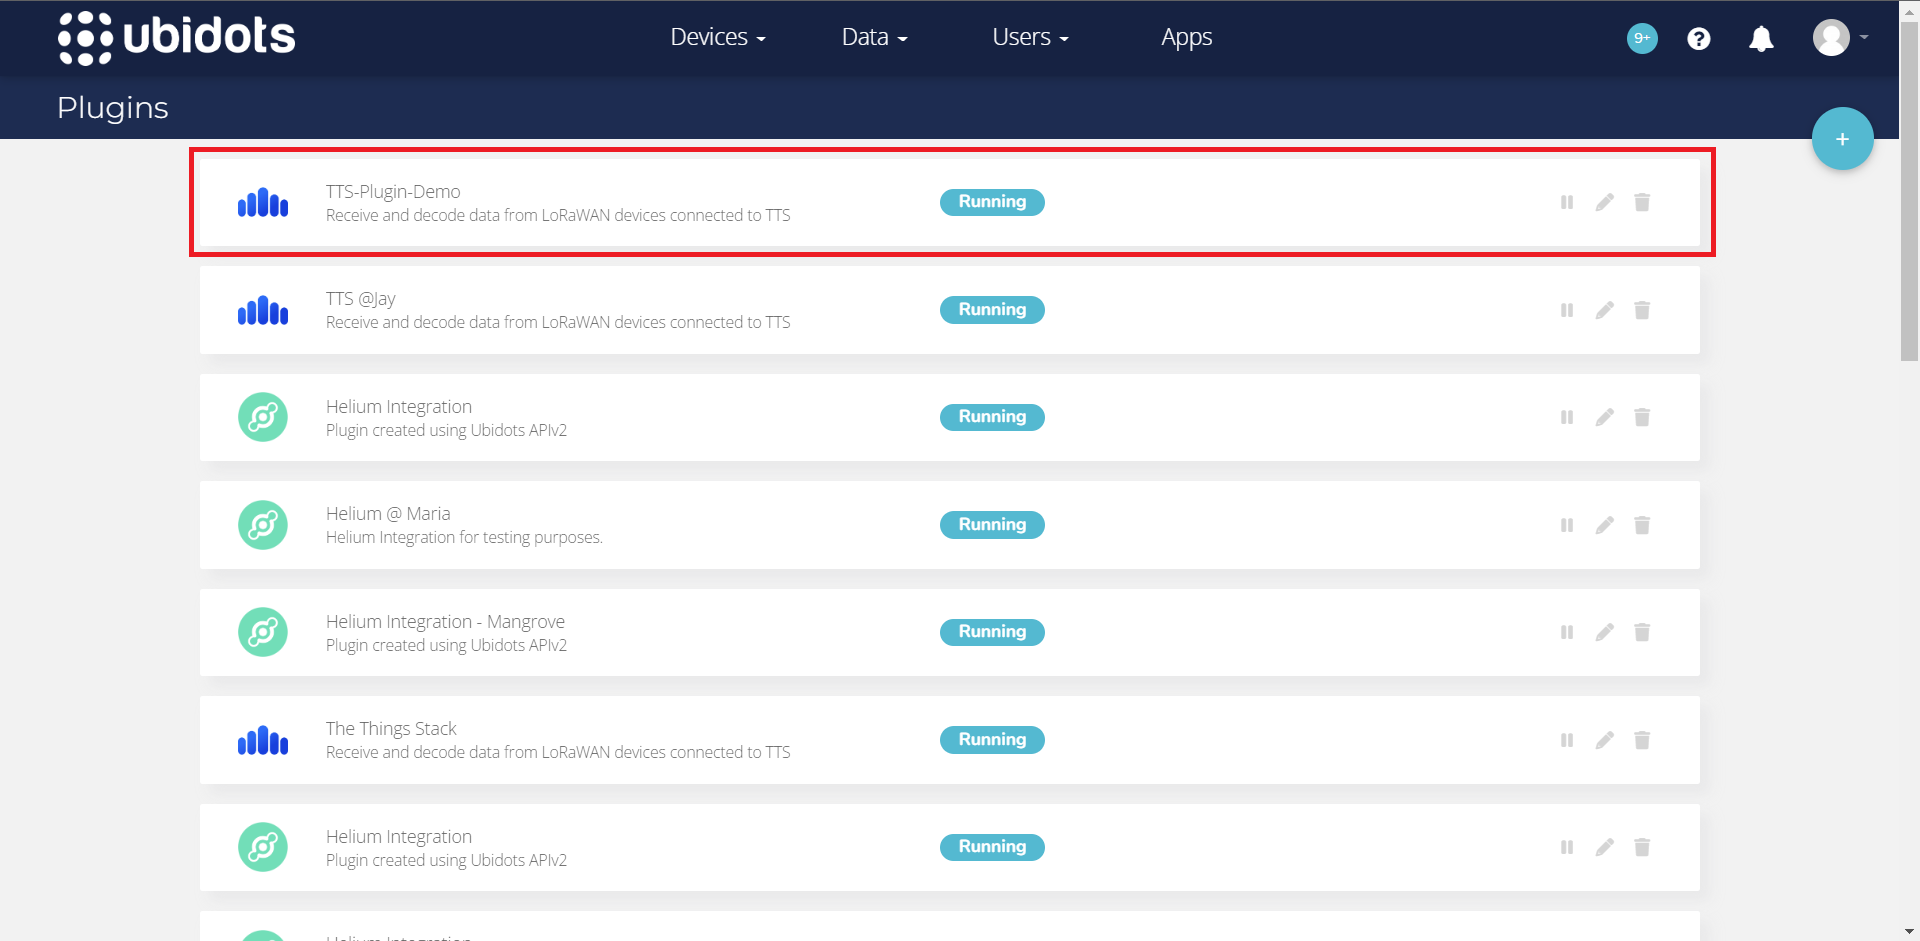 ubidots
Devices
Data
Users
Apps
9+
Plugins
TTS-Plugin-Demo
Receive and decode data from LoRaWAN devices connected to TTS
Running
TTS @Jay
Receive and decode data from LoRaWAN devices connected to TTS
Running
Helium Integration
Plugin created using Ubidots APIv2
Running
Helium @ Maria
Helium Integration for testing purposes.
Running
Helium Integration - Mangrove
Plugin created using Ubidots APIv2
Running
The Things Stack
Receive and decode data from LoRaWAN devices connected to TTS
Running
Helium Integration
Plugin created using Ubidots APIv2
Running
Helium Integration